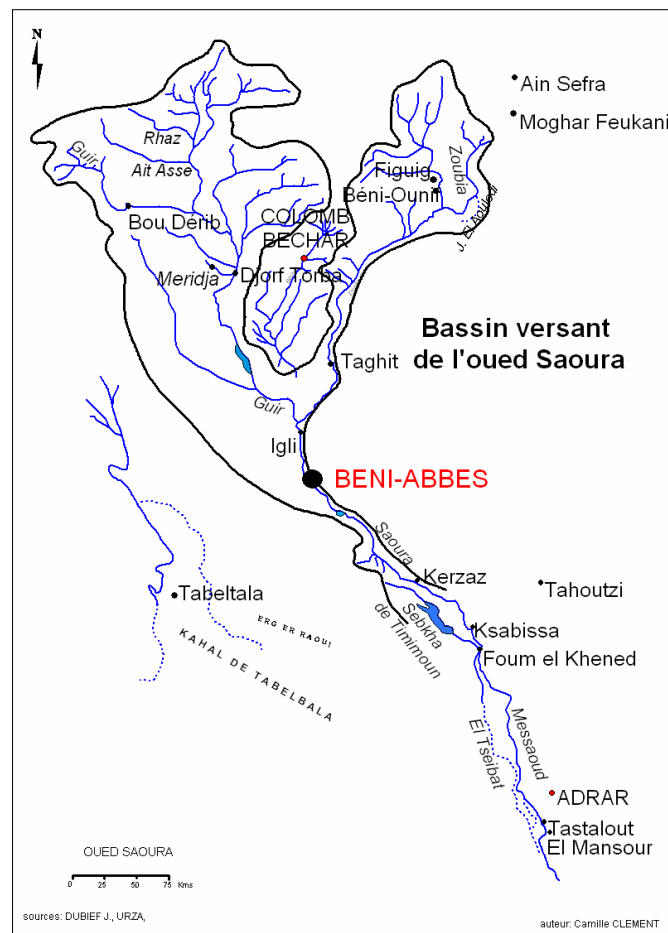 N
Ain Sefra
Moghar Feukani
Rhaz
Guir
Ait Asse
Zoubia
Figuig
Béni-Ounif
Bou Dérib
COLOMB
BECHAR
J. El Nouledi
Meridja
Djorf Torba
Bassin versant
de l'oued Saoura
Taghit
Guir
Igli
BENI-ABBES
Saoura
Kerzaz
Tahoutzi
Tabeltala
ERG ER RAOUI
KAHAL DE TABELBALA
Sebkha
de Timimoun
Ksabissa
Foum el Khened
Messaoud
El Tseibat
ADRAR
Tastalout
El Mansour
OUED SAOURA
0 25 50 75 Kms
sources: DUBIEF J., URZA,
auteur: Camille CLEMENT